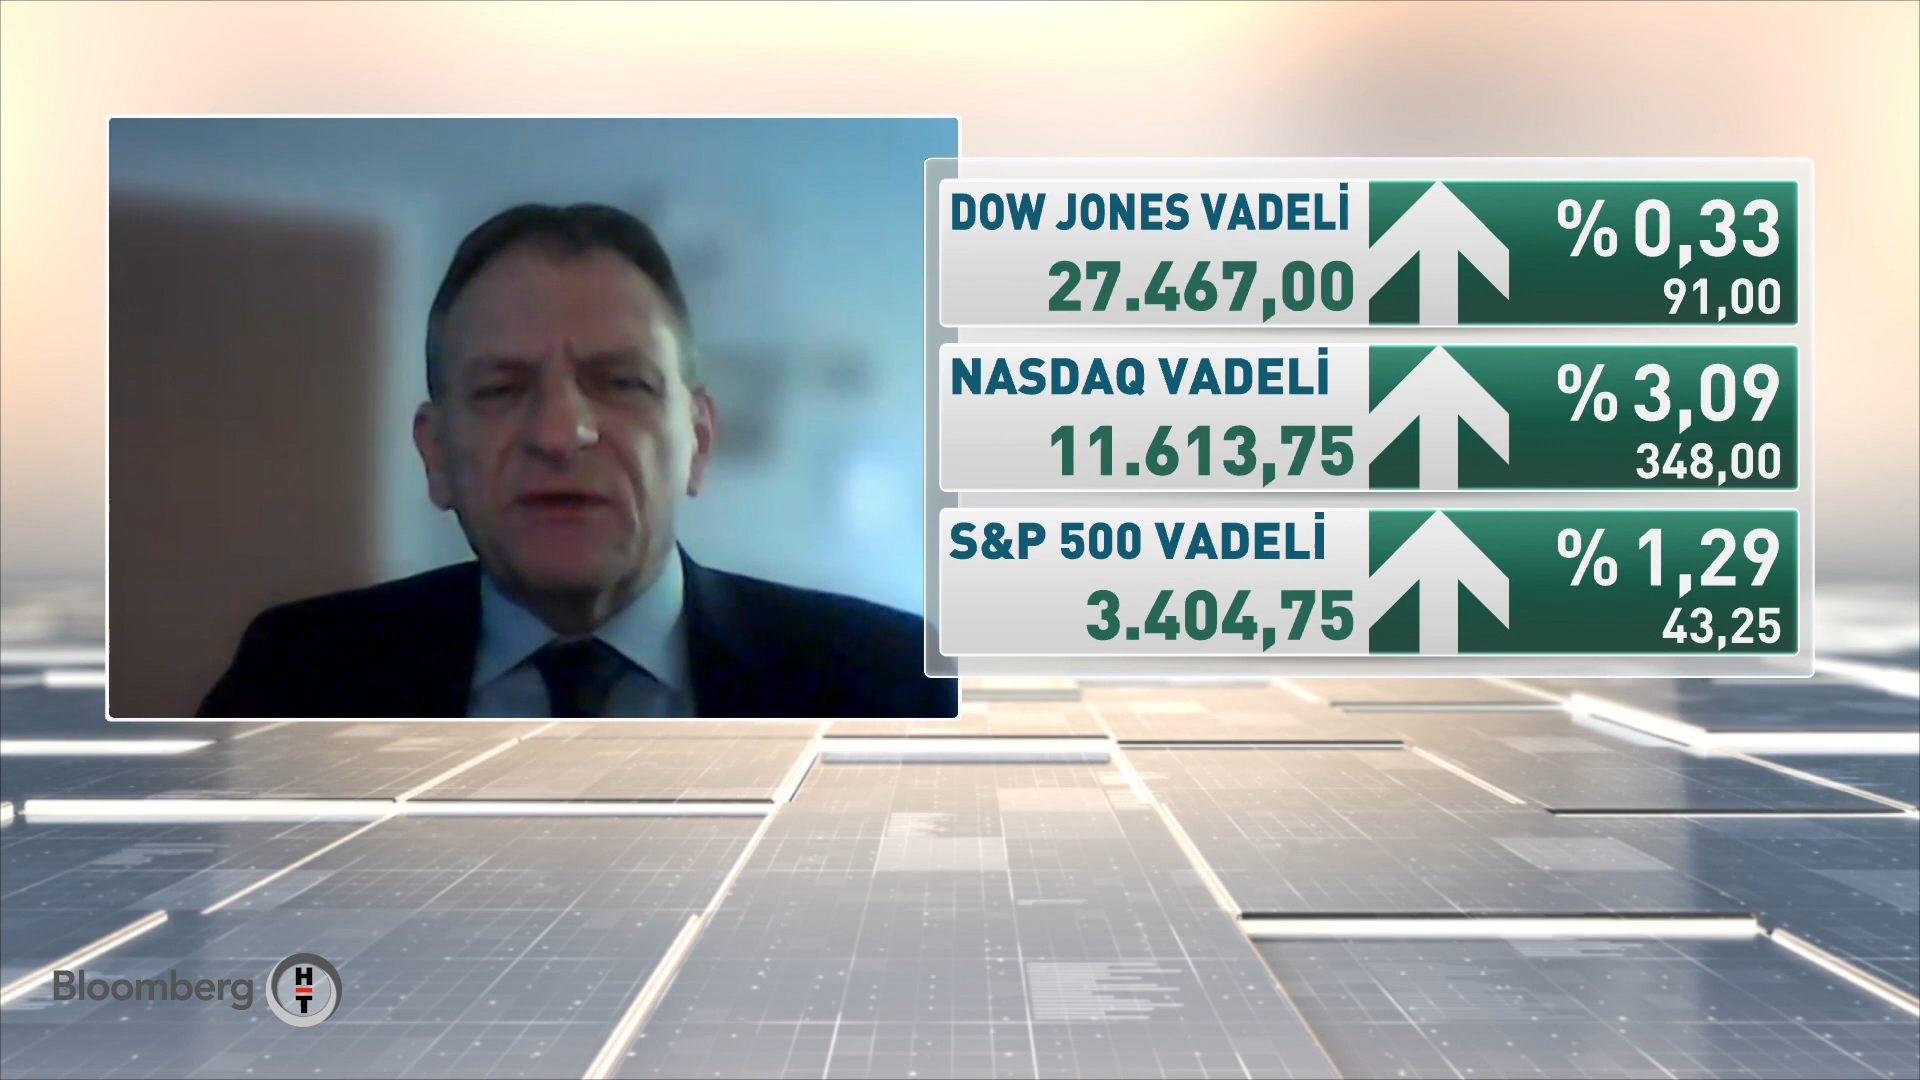 DOW JONES VADELİ
27.467,00
% 0,33
91,00
NASDAQ VADELİ
11.613,75
% 3,09
348,00
S&P 500 VADELİ
3.404,75
% 1,29
43,25
Bloomberg HT